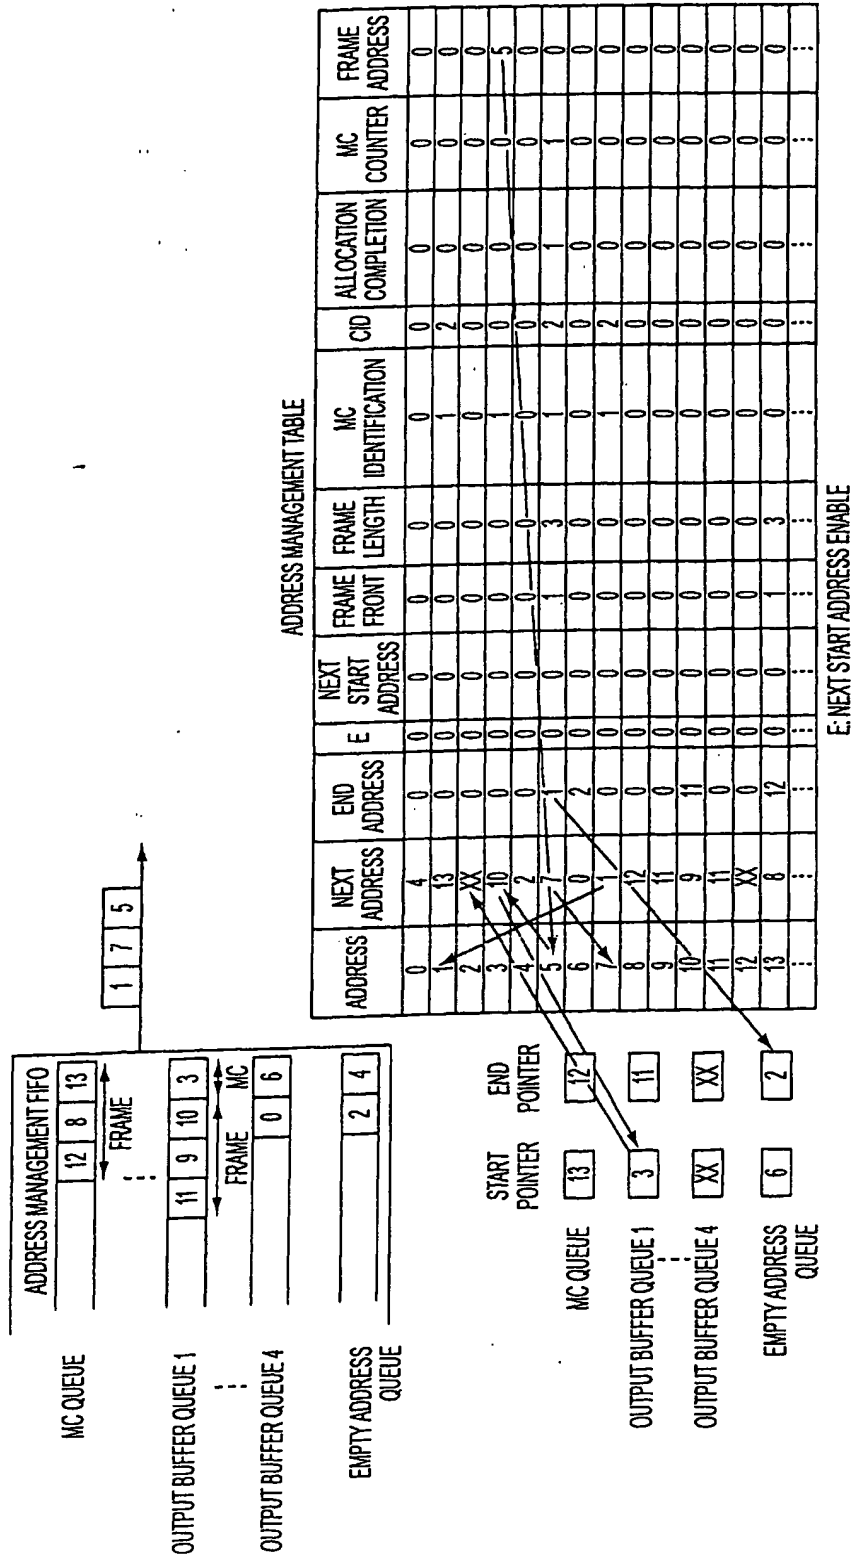 ADDRESS MANAGEMENT FIFO
MC QUEUE 12 8 13
FRAME
OUTPUT BUFFER QUEUE 1 11 9 10 3
FRAME MC
OUTPUT BUFFER QUEUE 4 0 6
EMPTY ADDRESS
QUEUE 2 4
1 7 5
START
POINTER
END
POINTER
MC QUEUE 13 12
OUTPUT BUFFER QUEUE 1 3 11
OUTPUT BUFFER QUEUE 4 XX XX
EMPTY ADDRESS
QUEUE 6 2
ADDRESS MANAGEMENT TABLE
ADDRESS NEXT ADDRESS END ADDRESS E NEXT START ADDRESS FRAME FRONT FRAME LENGTH MC IDENTIFICATION CID ALLOCATION COMPLETION MC COUNTER FRAME ADDRESS
0 4 0 0 0 0 0 0 0 0 0 0
1 13 0 0 0 0 0 1 2 0 0 0
2 XX 0 0 0 0 0 0 0 0 0 0
3 10 0 0 0 0 0 1 0 0 0 5
4 2 0 0 0 0 0 0 0 0 0 0
5 7 1 0 0 1 3 1 2 1 1 0
6 0 2 0 0 0 0 0 0 0 0 0
7 1 0 0 0 0 0 1 2 0 0 0
8 12 0 0 0 0 0 0 0 0 0 0
9 11 0 0 0 0 0 0 0 0 0 0
10 9 11 0 0 0 0 0 0 0 0 0
11 11 0 0 0 0 0 0 0 0 0 0
12 XX 0 0 0 0 0 0 0 0 0 0
13 8 12 0 0 1 3 0 0 0 0 0
E: NEXT START ADDRESS ENABLE